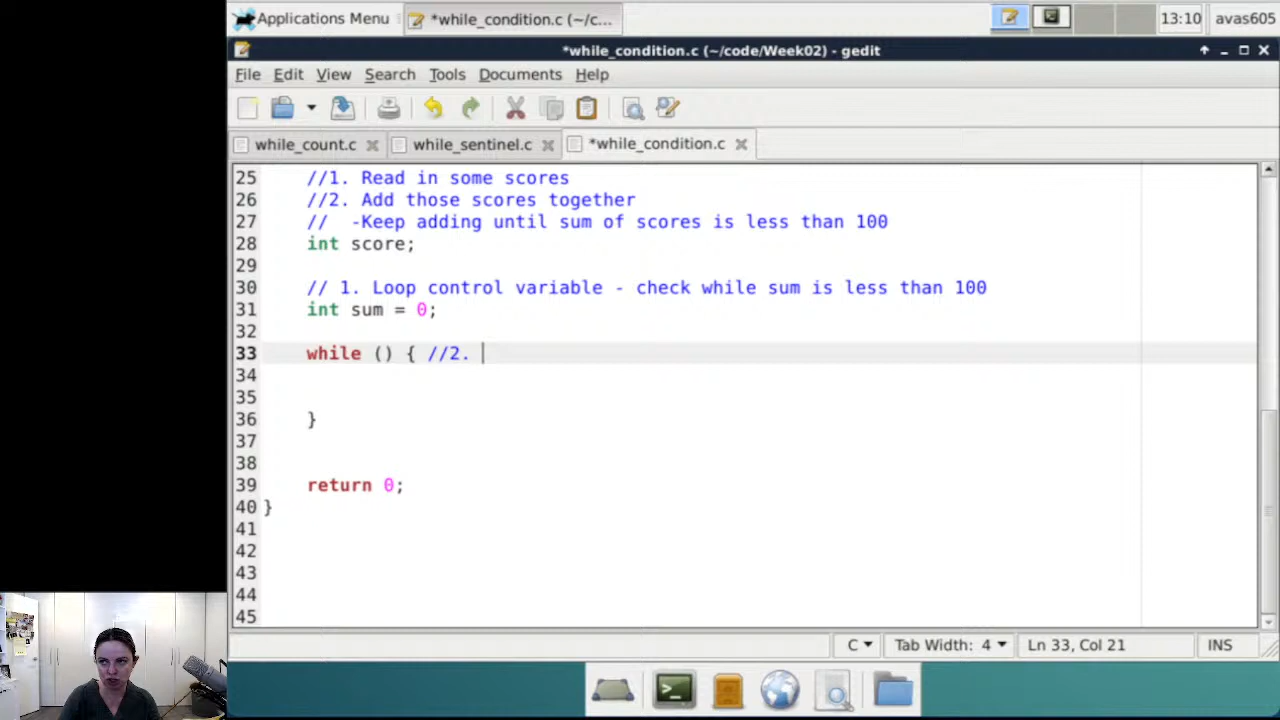 Applications Menu
*while_condition.c (~/c...
13:10
avas605
*while_condition.c (~/code/Week02) - gedit
File Edit View Search Tools Documents Help
while_count.c
while_sentinel.c
*while_condition.c
25 //1. Read in some scores
26 //2. Add those scores together
27 //  -Keep adding until sum of scores is less than 100
28 int score;
29
30 // 1. Loop control variable - check while sum is less than 100
31 int sum = 0;
32
33 while () { //2.
34
35
36 }
37
38
39 return 0;
40 }
41
42
43
44
45
C
Tab Width: 4
Ln 33, Col 21
INS